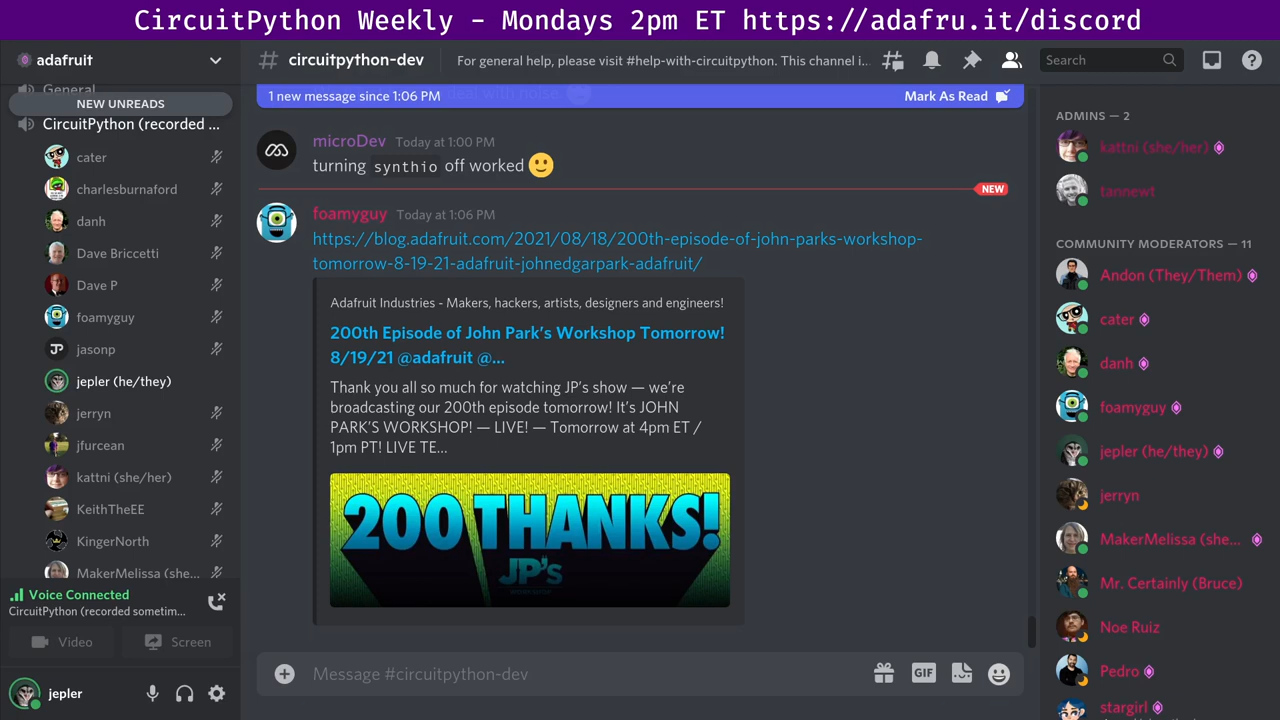 CircuitPython Weekly - Mondays 2pm ET https://adafru.it/discord
adafruit
General
NEW UNREADS
CircuitPython (recorded ...
cater
charlesburnaford
danh
Dave Briccetti
Dave P
foamyguy
jasonp
jepler (he/they)
jerryn
jfurcean
kattni (she/her)
KeithTheEE
KingerNorth
MakerMelissa (she...
Voice Connected
CircuitPython (recorded sometim...
Video
Screen
jepler
# circuitpython-dev
For general help, please visit #help-with-circuitpython. This channel i...
Search
1 new message since 1:06 PM
deal with noise
Mark As Read
microDev Today at 1:00 PM
turning synthio off worked
NEW
foamyguy Today at 1:06 PM
https://blog.adafruit.com/2021/08/18/200th-episode-of-john-parks-workshop-
tomorrow-8-19-21-adafruit-johnedgarpark-adafruit/
Adafruit Industries - Makers, hackers, artists, designers and engineers!
200th Episode of John Park's Workshop Tomorrow!
8/19/21 @adafruit @...
Thank you all so much for watching JP's show — we're
broadcasting our 200th episode tomorrow! It's JOHN
PARK'S WORKSHOP! — LIVE! — Tomorrow at 4pm ET /
1pm PT! LIVE TE...
200 THANKS!
JP's
Message #circuitpython-dev
GIF
ADMINS — 2
kattni (she/her)
tannewt
COMMUNITY MODERATORS — 11
Andon (They/Them)
cater
danh
foamyguy
jepler (he/they)
jerryn
MakerMelissa (she...
Mr. Certainly (Bruce)
Noe Ruiz
Pedro
stargirl